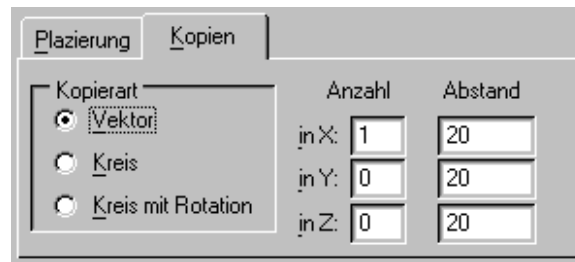 Plazierung Kopien
Kopierart Anzahl Abstand
Vektor in X: 1 20
Kreis in Y: 0 20
Kreis mit Rotation in Z: 0 20